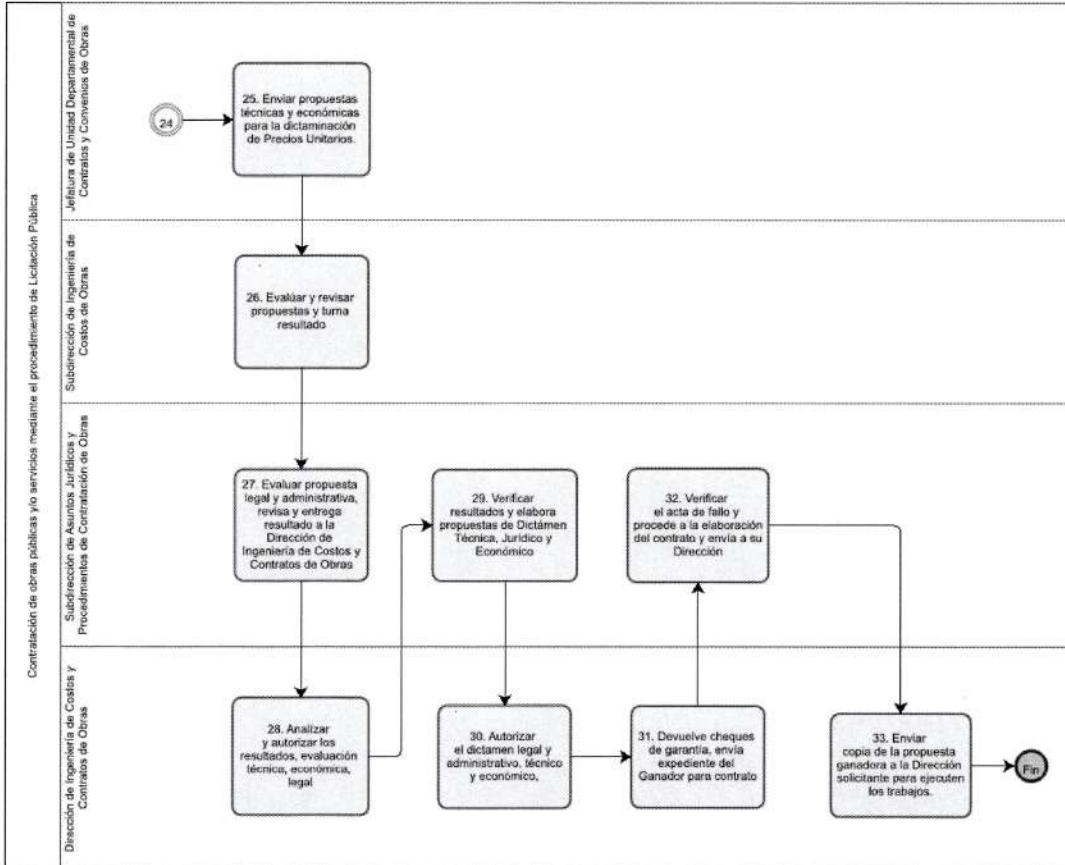 Contratación de obras públicas y/o servicios mediante el procedimiento de Licitación Pública
Jefatura de Unidad Departamental de
Contratos y Convenios de Obras
24
25. Enviar propuestas
técnicas y económicas
para la dictaminación
de Precios Unitarios.
Subdirección de Ingeniería de
Costos de Obras
26. Evalúar y revisar
propuestas y turna
resultado
Subdirección de Asuntos Jurídicos y
Procedimientos de Contratación de Obras
27. Evaluar propuesta
legal y administrativa,
revisa y entrega
resultado a la
Dirección de
Ingeniería de Costos y
Contratos de Obras
29. Verificar
resultados y elabora
propuestas de Dictámen
Técnica, Jurídico y
Económico
32. Verificar
el acta de fallo y
procede a la elaboración
del contrato y envía a su
Dirección
Dirección de Ingeniería de Costos y
Contratos de Obras
28. Analizar
y autorizar los
resultados, evaluación
técnica, económica,
legal
30. Autorizar
el dictamen legal y
administrativo, técnico
y económico,
31. Devuelve cheques
de garantía, envía
expediente del
Ganador para contrato
33. Enviar
copia de la propuesta
ganadora a la Dirección
solicitante para ejecuten
los trabajos.
Fin